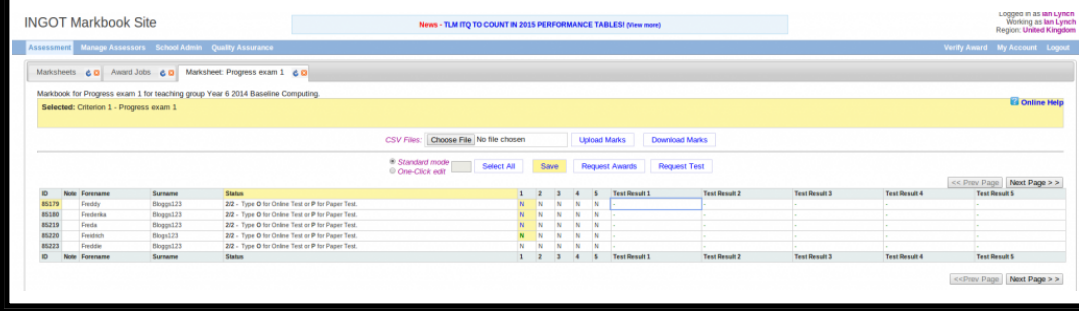 Logged in as Ian Lynch
INGOT Markbook Site
News - TLM ITQ TO COUNT IN 2015 PERFORMANCE TABLES! (View more)
Working as Ian Lynch
Region: United Kingdom
Assessment Manage Assessors School Admin Quality Assurance Verify Award My Account Logout
Marksheets Award Jobs Marksheet: Progress exam 1
Markbook for Progress exam 1 for teaching group Year 6 2014 Baseline Computing.
Selected: Criterion 1 - Progress exam 1 Online Help
CSV Files: Choose File No file chosen Upload Marks Download Marks
Standard mode Select All Save Request Awards Request Test
One-Click edit
<< Prev Page Next Page > >
ID Note Forename Surname Status 1 2 3 4 5 Test Result 1 Test Result 2 Test Result 3 Test Result 4 Test Result 5
85179 Freddy Bloggs123 2/2 - Type O for Online Test or P for Paper Test. N N N N N - - - - -
85180 Frederika Bloggs123 2/2 - Type O for Online Test or P for Paper Test. N N N N N - - - - -
85219 Freda Bloggs123 2/2 - Type O for Online Test or P for Paper Test. N N N N N - - - - -
85220 Fredrich Bloggs123 2/2 - Type O for Online Test or P for Paper Test. N N N N N - - - - -
85223 Freddie Bloggs123 2/2 - Type O for Online Test or P for Paper Test. N N N N N - - - - -
ID Note Forename Surname Status 1 2 3 4 5 Test Result 1 Test Result 2 Test Result 3 Test Result 4 Test Result 5
<<Prev Page Next Page > >